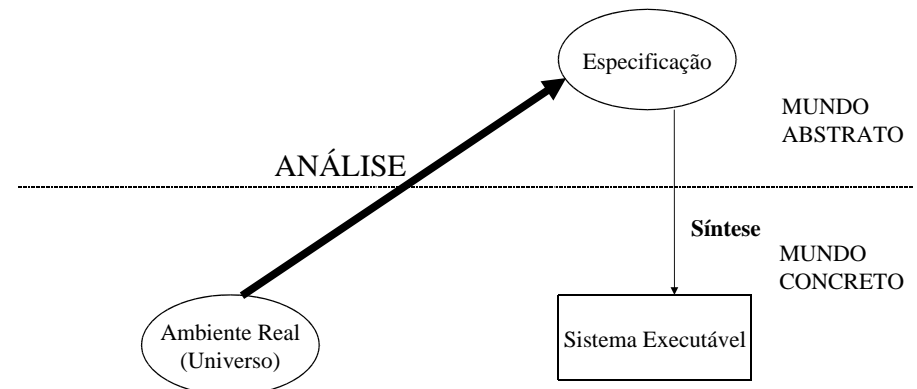 Especificação
MUNDO
ABSTRATO
ANÁLISE
Síntese
MUNDO
CONCRETO
Ambiente Real
(Universo)
Sistema Executável